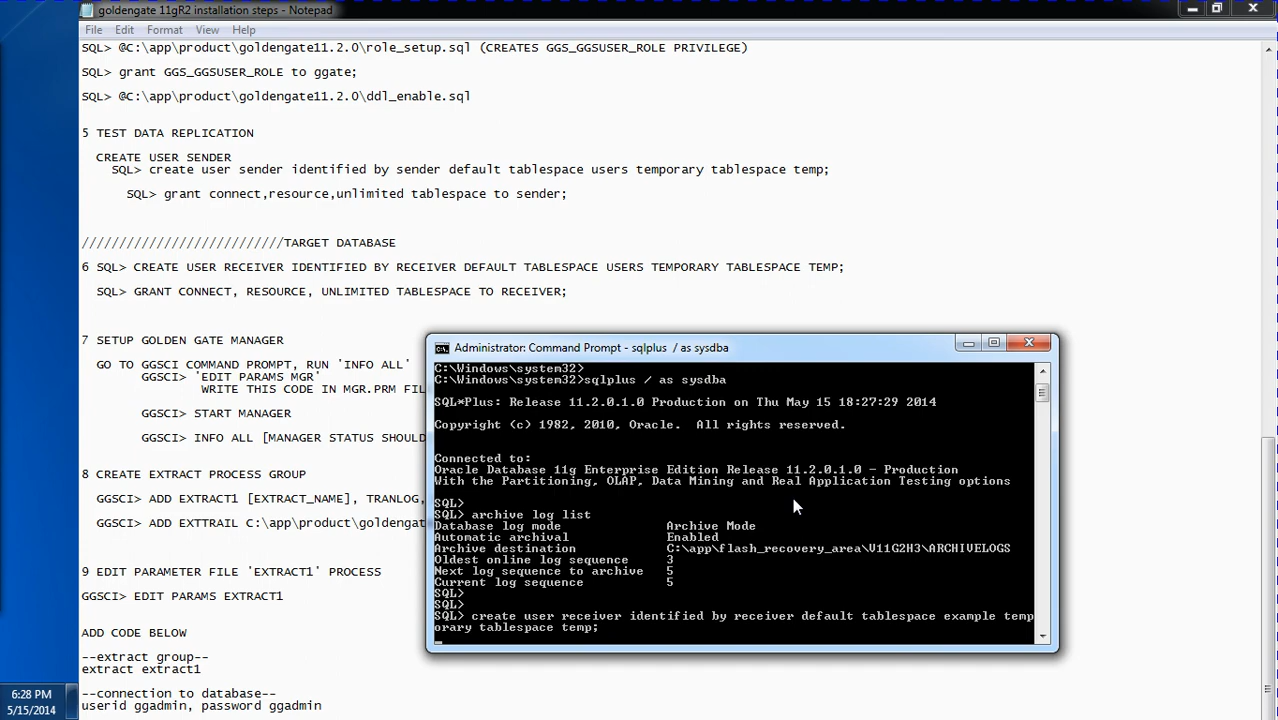 goldengate 11gR2 installation steps - Notepad
File Edit Format View Help
SQL> @C:\app\product\goldengate11.2.0\role_setup.sql (CREATES GGS_GGSUSER_ROLE PRIVILEGE)
SQL> grant GGS_GGSUSER_ROLE to ggate;
SQL> @C:\app\product\goldengate11.2.0\ddl_enable.sql
5 TEST DATA REPLICATION
CREATE USER SENDER
SQL> create user sender identified by sender default tablespace users temporary tablespace temp;
SQL> grant connect,resource,unlimited tablespace to sender;
///////////////////////////TARGET DATABASE
6 SQL> CREATE USER RECEIVER IDENTIFIED BY RECEIVER DEFAULT TABLESPACE USERS TEMPORARY TABLESPACE TEMP;
SQL> GRANT CONNECT, RESOURCE, UNLIMITED TABLESPACE TO RECEIVER;
7 SETUP GOLDEN GATE MANAGER
GO TO GGSCI COMMAND PROMPT, RUN 'INFO ALL'
GGSCI> 'EDIT PARAMS MGR'
WRITE THIS CODE IN MGR.PRM FIL
GGSCI> START MANAGER
GGSCI> INFO ALL [MANAGER STATUS SHOULD
8 CREATE EXTRACT PROCESS GROUP
GGSCI> ADD EXTRACT1 [EXTRACT_NAME], TRANLOG,
GGSCI> ADD EXTTRAIL C:\app\product\goldengat
9 EDIT PARAMETER FILE 'EXTRACT1' PROCESS
GGSCI> EDIT PARAMS EXTRACT1
ADD CODE BELOW
--extract group--
extract extract1
--connection to database--
userid ggadmin, password ggadmin
Administrator: Command Prompt - sqlplus / as sysdba
C:\Windows\system32>
C:\Windows\system32>sqlplus / as sysdba
SQL*Plus: Release 11.2.0.1.0 Production on Thu May 15 18:27:29 2014
Copyright (c) 1982, 2010, Oracle. All rights reserved.
Connected to:
Oracle Database 11g Enterprise Edition Release 11.2.0.1.0 - Production
With the Partitioning, OLAP, Data Mining and Real Application Testing options
SQL>
SQL> archive log list
Database log mode Archive Mode
Automatic archival Enabled
Archive destination C:\app\flash_recovery_area\V11G2H3\ARCHIVELOGS
Oldest online log sequence 3
Next log sequence to archive 5
Current log sequence 5
SQL>
SQL>
SQL> create user receiver identified by receiver default tablespace example temp
orary tablespace temp;
6:28 PM
5/15/2014